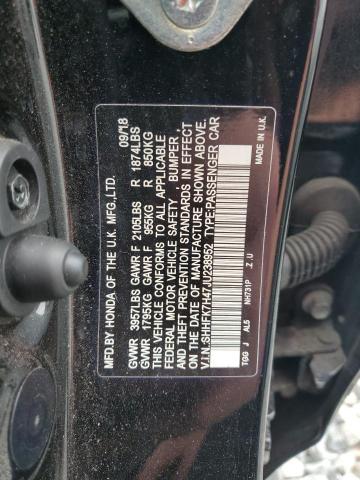 MFD.BY HONDA OF THE U.K. MFG.,LTD. 09/18
GVWR 3957LBS GAWR F 2105LBS R 1874LBS
GVWR 1795KG GAWR F 955KG R 850KG
THIS VEHICLE CONFORMS TO ALL APPLICABLE
FEDERAL MOTOR VEHICLE SAFETY , BUMPER ,
AND THEFT PREVENTION STANDARDS IN EFFECT
ON THE DATE OF MANUFACTURE SHOWN ABOVE.
V.I.N.:SHHFK7H47JU238952 TYPE:PASSENGER CAR
TGG J AL5 NH731P Z U MADE IN U.K.